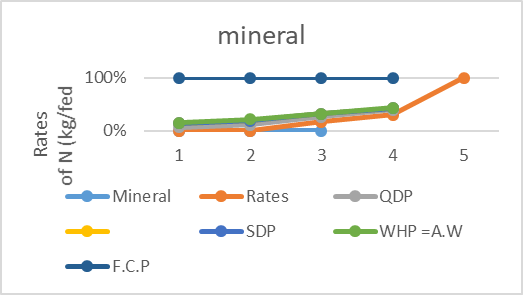 mineral
100%
0%
Rates
of N (kg/fed
1 2 3 4 5
Mineral Rates QDP
SDP WHP =A.W
F.C.P